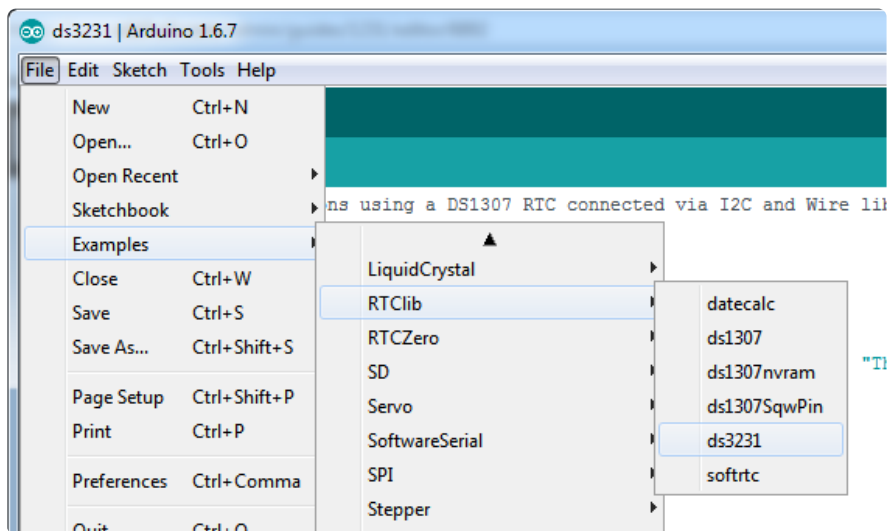 ds3231 | Arduino 1.6.7
File Edit Sketch Tools Help
New Ctrl+N
Open... Ctrl+O
Open Recent
Sketchbook
Examples
Close Ctrl+W
Save Ctrl+S
Save As... Ctrl+Shift+S
Page Setup Ctrl+Shift+P
Print Ctrl+P
Preferences Ctrl+Comma
Quit Ctrl+Q
ns using a DS1307 RTC connected via I2C and Wire lib
LiquidCrystal
RTClib
RTCZero
SD
Servo
SoftwareSerial
SPI
Stepper
datecalc
ds1307
ds1307nvram
ds1307SqwPin
ds3231
softrtc
"Th